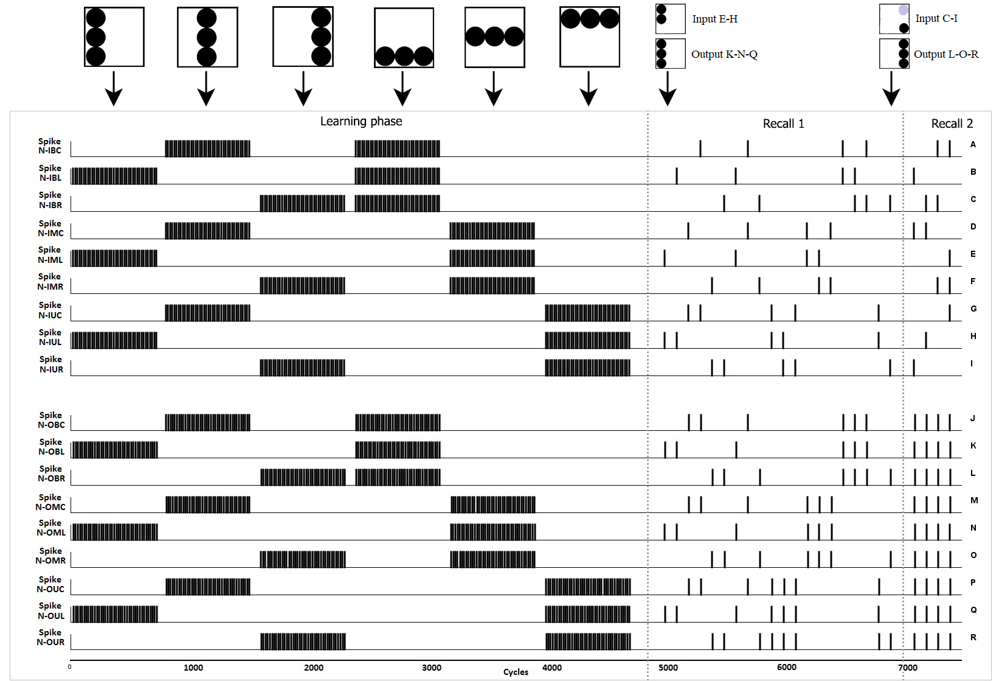 Input E-H
Output K-N-Q
Input C-I
Output L-O-R
Learning phase
Recall 1
Recall 2
Spike
N-IBC
A
Spike
N-IBL
B
Spike
N-IBR
C
Spike
N-IMC
D
Spike
N-IML
E
Spike
N-IMR
F
Spike
N-IUC
G
Spike
N-IUL
H
Spike
N-IUR
I
Spike
N-OBC
J
Spike
N-OBL
K
Spike
N-OBR
L
Spike
N-OMC
M
Spike
N-OML
N
Spike
N-OMR
O
Spike
N-OUC
P
Spike
N-OUL
Q
Spike
N-OUR
R
0 1000 2000 3000 4000 5000 6000 7000
Cycles